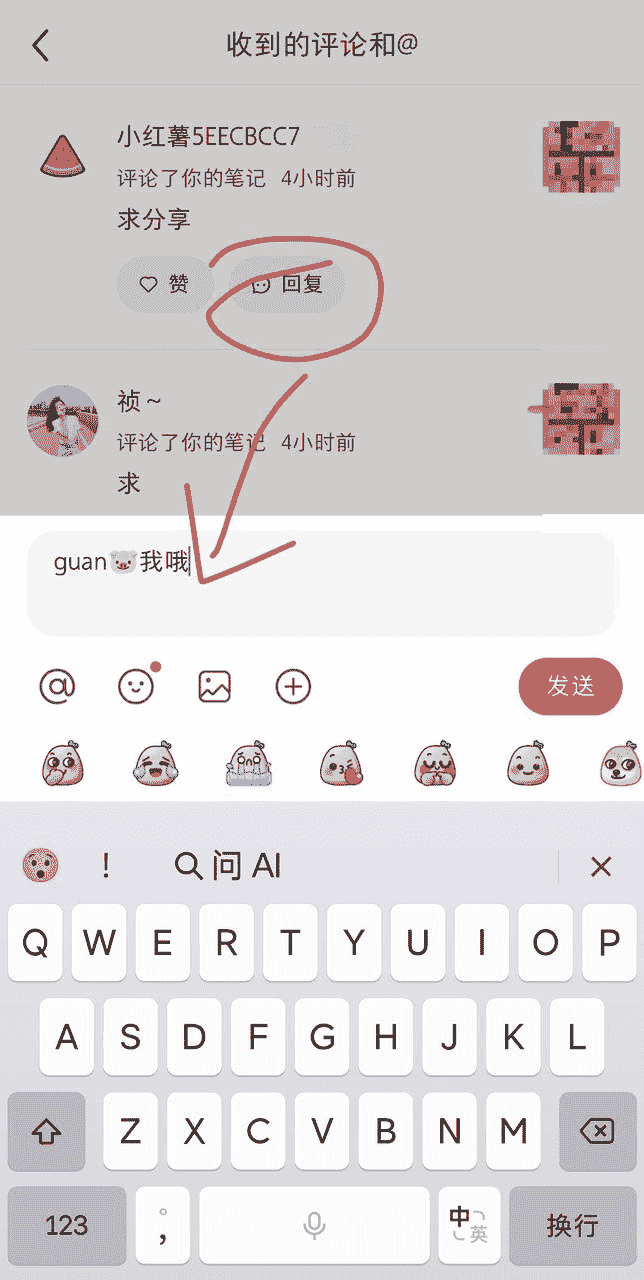 收到的评论和@
小红薯5EECBCC7
评论了你的笔记 4小时前
求分享
赞 回复
祯～
评论了你的笔记 4小时前
求
guan🐷我哦
发送
! 问 AI
Q W E R T Y U I O P
A S D F G H J K L
Z X C V B N M
123 。， 中英 换行